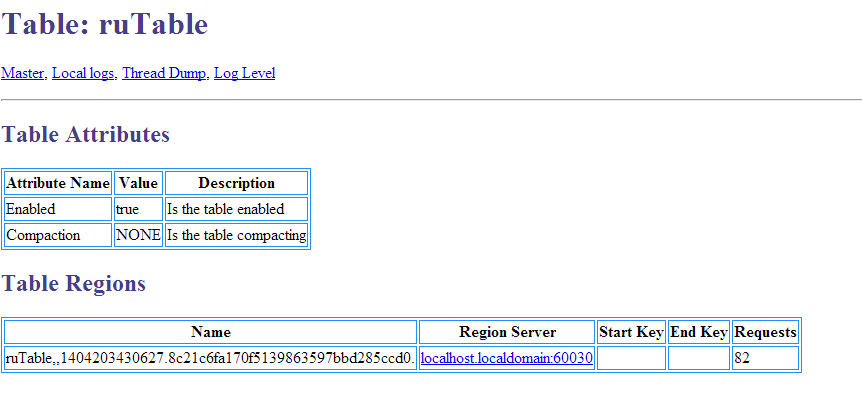 Table: ruTable
Master, Local logs, Thread Dump, Log Level
Table Attributes
Attribute Name Value Description
Enabled true Is the table enabled
Compaction NONE Is the table compacting
Table Regions
Name Region Server Start Key End Key Requests
ruTable,,1404203430627.8c21c6fa170f5139863597bbd285ccd0. localhost.localdomain:60030 82